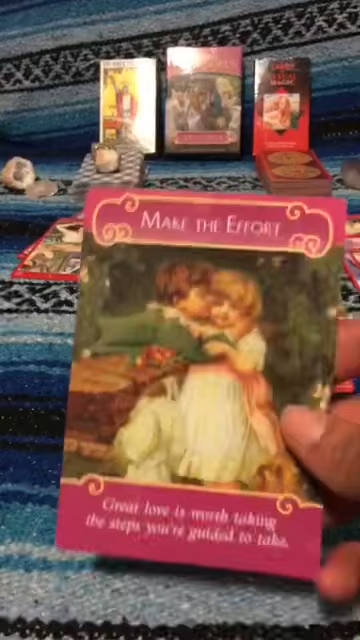 MAKE THE EFFORT
Great love is worth taking
the steps you're guided to take.